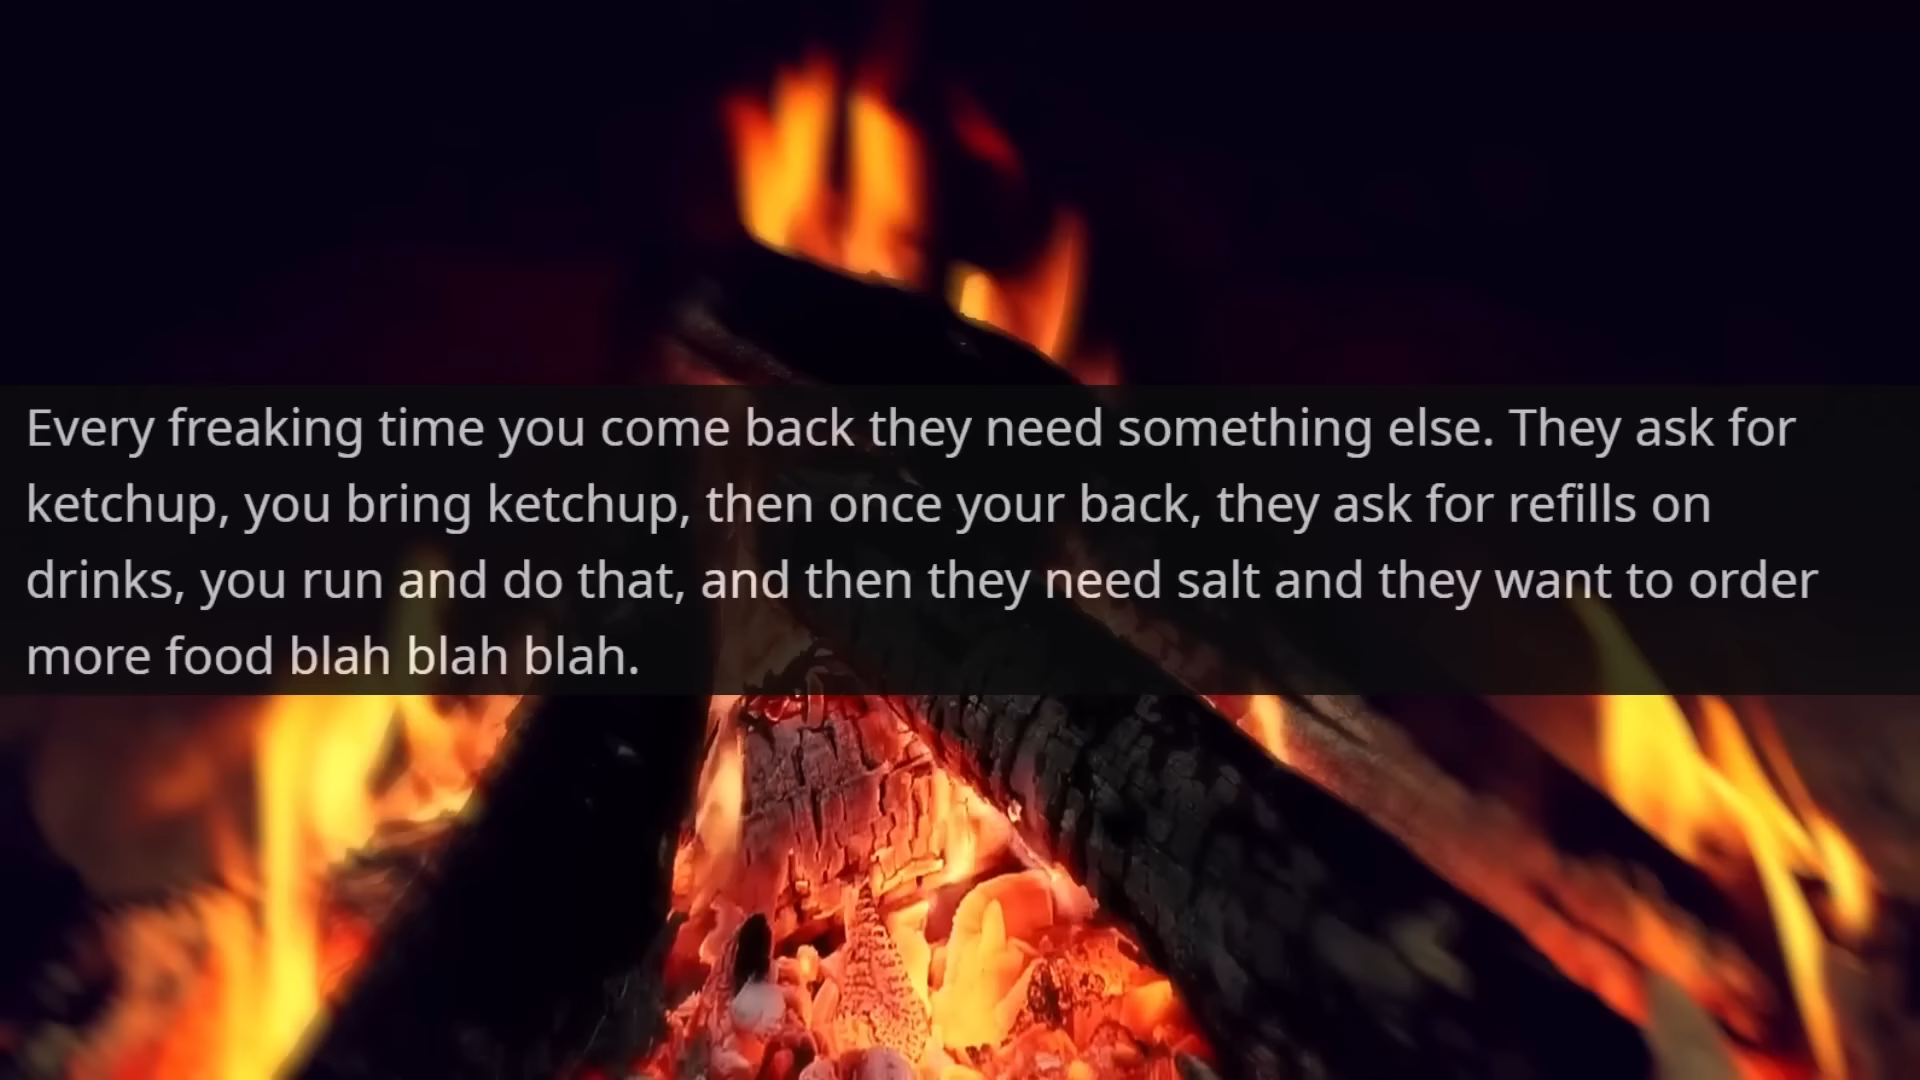 Every freaking time you come back they need something else. They ask for
ketchup, you bring ketchup, then once your back, they ask for refills on
drinks, you run and do that, and then they need salt and they want to order
more food blah blah blah.